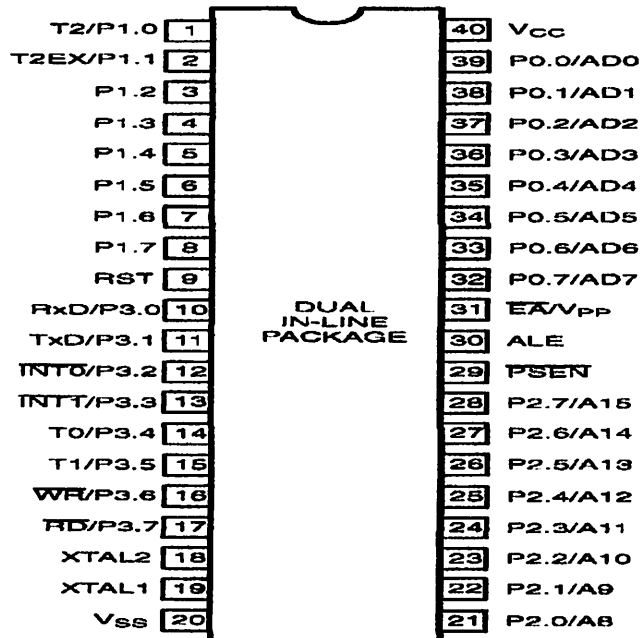 T2/P1.0 1
T2EX/P1.1 2
P1.2 3
P1.3 4
P1.4 5
P1.5 6
P1.6 7
P1.7 8
RST 9
RxD/P3.0 10
TxD/P3.1 11
INT0/P3.2 12
INT1/P3.3 13
T0/P3.4 14
T1/P3.5 15
WR/P3.6 16
RD/P3.7 17
XTAL2 18
XTAL1 19
VSS 20
DUAL
IN-LINE
PACKAGE
40 VCC
39 P0.0/AD0
38 P0.1/AD1
37 P0.2/AD2
36 P0.3/AD3
35 P0.4/AD4
34 P0.5/AD5
33 P0.6/AD6
32 P0.7/AD7
31 EA/VPP
30 ALE
29 PSEN
28 P2.7/A15
27 P2.6/A14
26 P2.5/A13
25 P2.4/A12
24 P2.3/A11
23 P2.2/A10
22 P2.1/A9
21 P2.0/A8